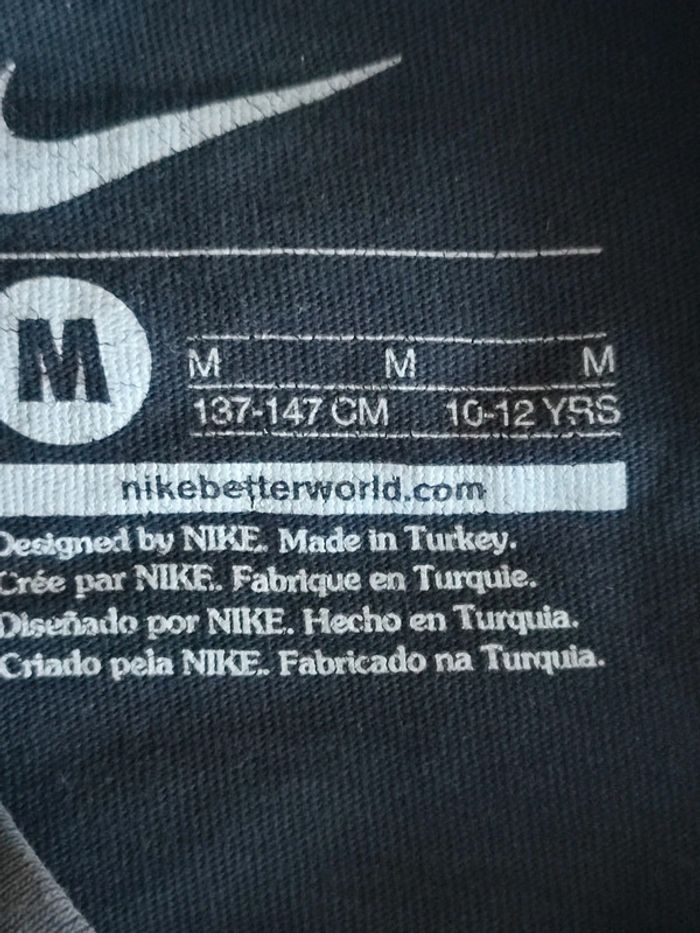 M
M M M
137-147 CM 10-12 YRS
nikebetterworld.com
Designed by NIKE. Made in Turkey.
Crée par NIKE. Fabrique en Turquie.
Diseñado por NIKE. Hecho en Turquia.
Criado pela NIKE. Fabricado na Turquia.